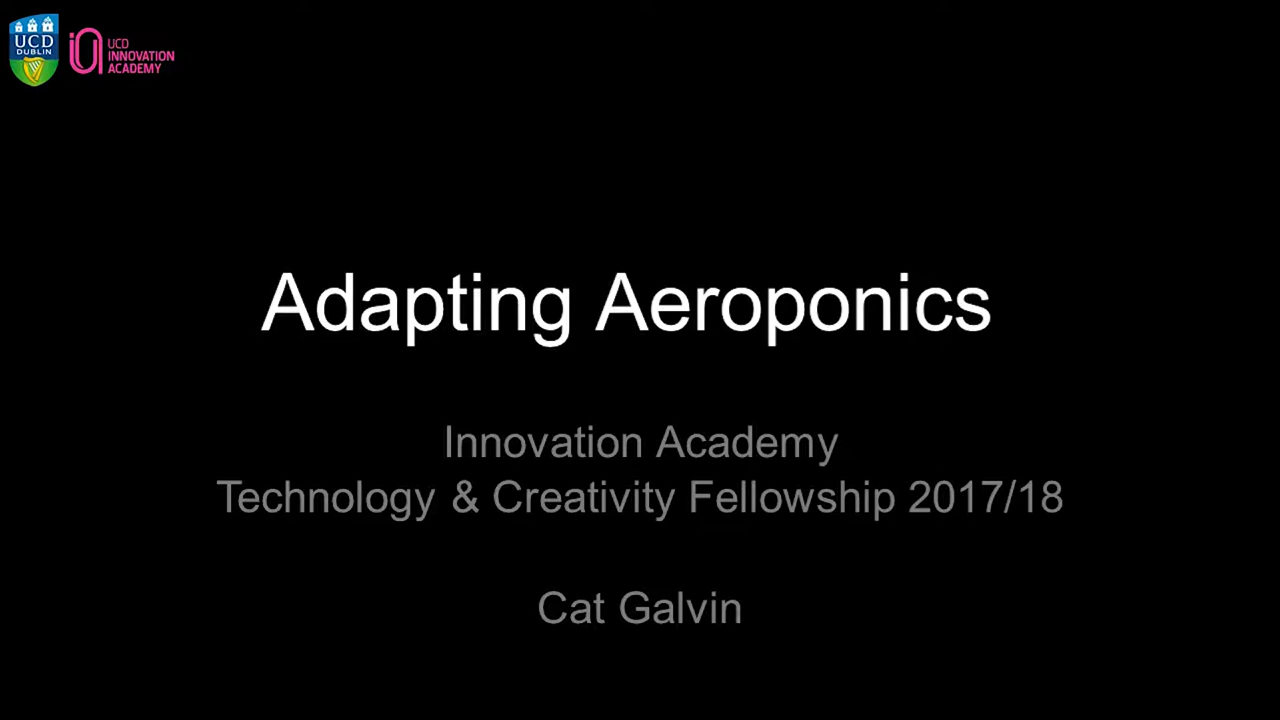 UCD
DUBLIN
UCD
INNOVATION
ACADEMY
Adapting Aeroponics
Innovation Academy
Technology & Creativity Fellowship 2017/18
Cat Galvin